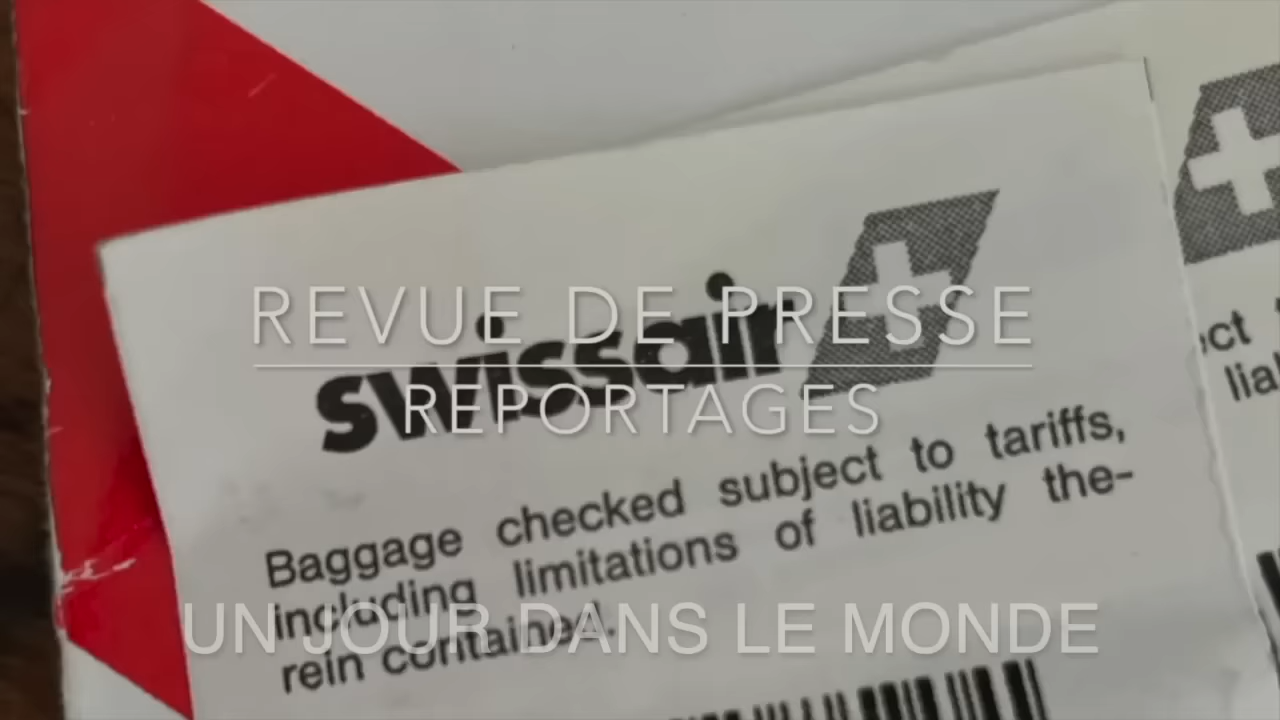 REVUE DE PRESSE
swissair
REPORTAGES
Baggage checked subject to tariffs,
including limitations of liability the-
rein contained.
UN JOUR DANS LE MONDE
ct
lia